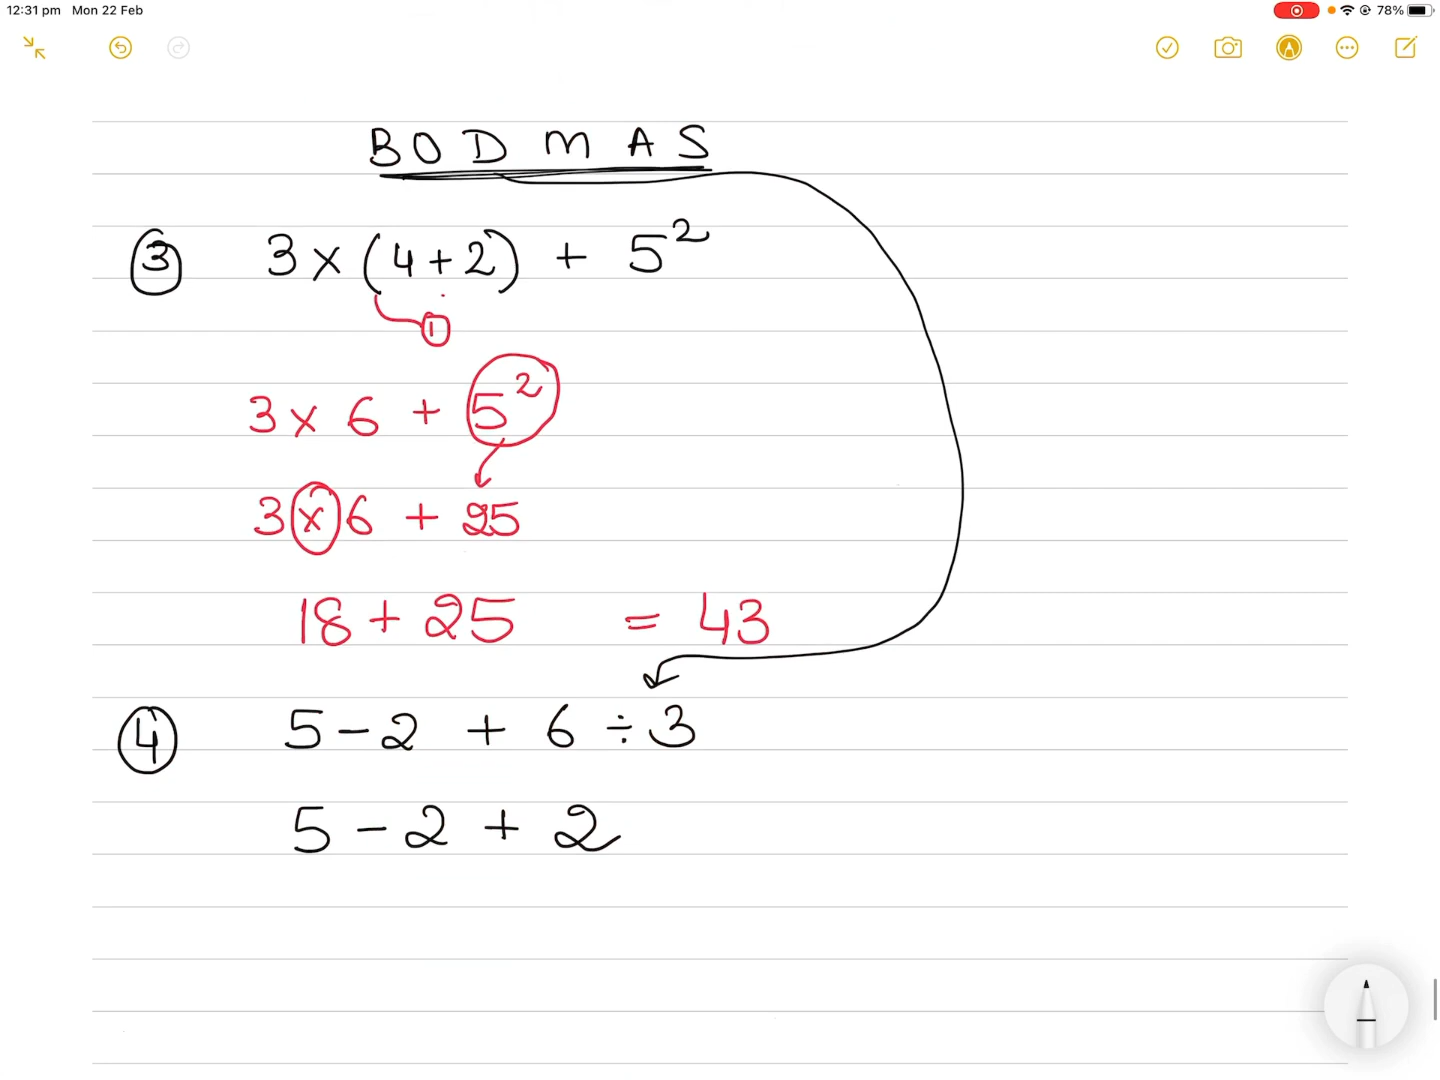 12:31 pm Mon 22 Feb 78%
BODMAS
③ 3 × (4 + 2) + 5²
①
3 × 6 + 5²
3 × 6 + 25
18 + 25 = 43
④ 5 - 2 + 6 ÷ 3
5 - 2 + 2